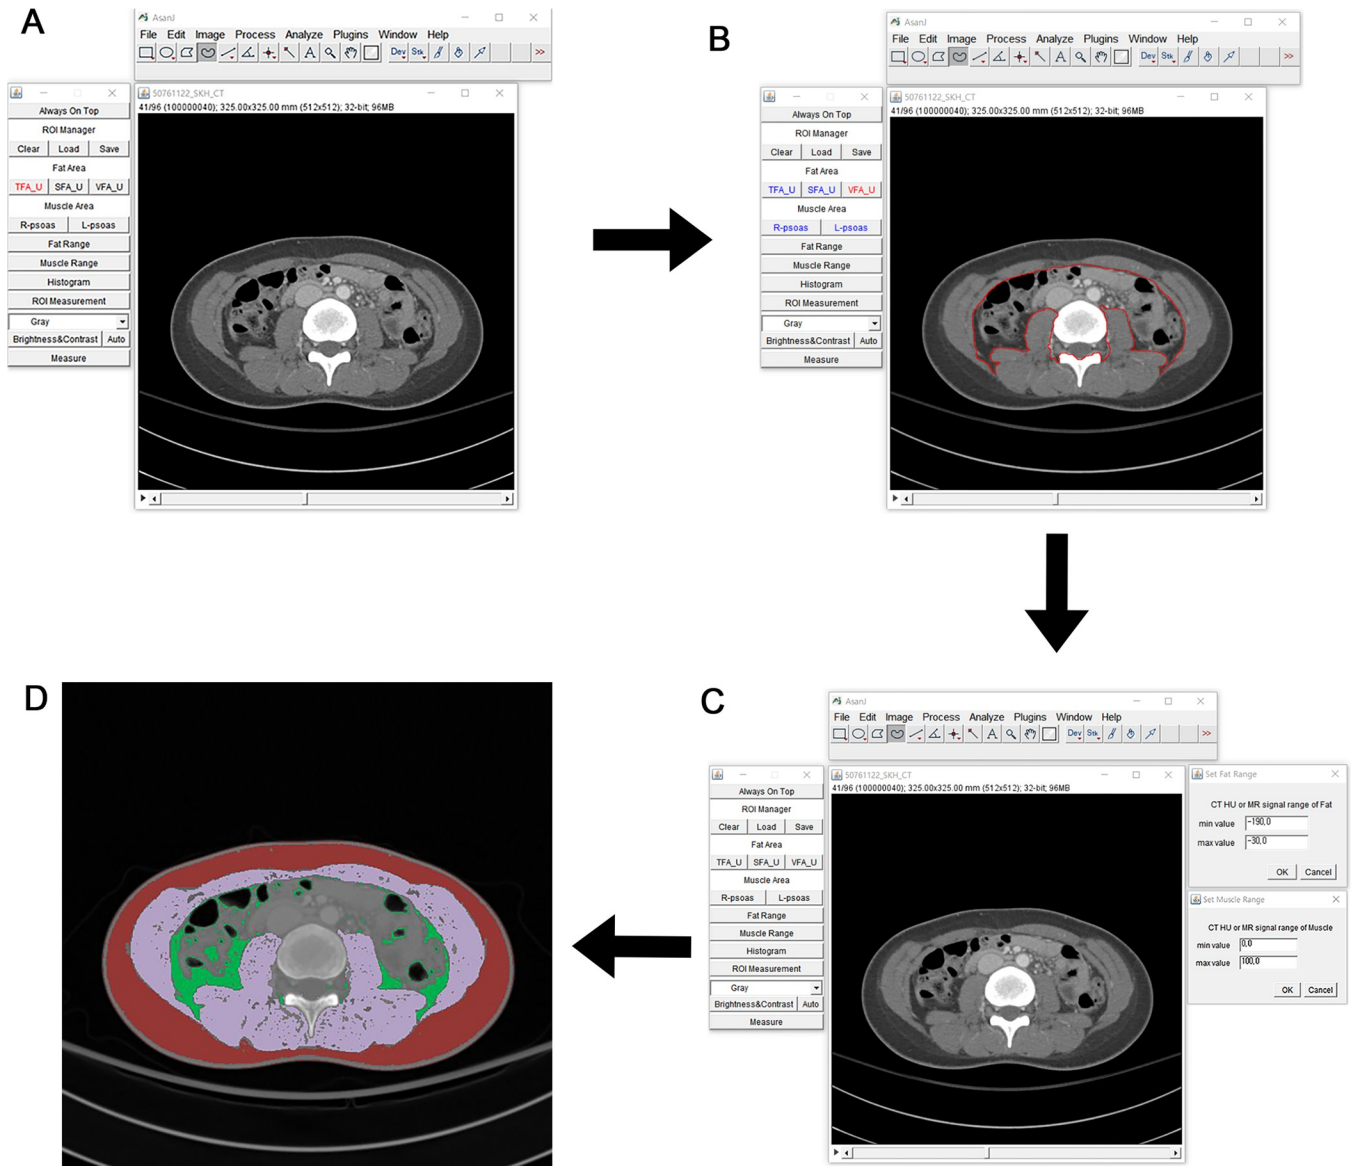 A
AsanJ
File Edit Image Process Analyze Plugins Window Help
Dev Stk >>
50761122_SKH_CT
41/96 (100000040); 325.00x325.00 mm (512x512); 32-bit; 96MB
Always On Top
ROI Manager
Clear Load Save
Fat Area
TFA_U SFA_U VFA_U
Muscle Area
R-psoas L-psoas
Fat Range
Muscle Range
Histogram
ROI Measurement
Gray
Brightness&Contrast Auto
Measure
B
AsanJ
File Edit Image Process Analyze Plugins Window Help
Dev Stk >>
50761122_SKH_CT
41/96 (100000040); 325.00x325.00 mm (512x512); 32-bit; 96MB
Always On Top
ROI Manager
Clear Load Save
Fat Area
TFA_U SFA_U VFA_U
Muscle Area
R-psoas L-psoas
Fat Range
Muscle Range
Histogram
ROI Measurement
Gray
Brightness&Contrast Auto
Measure
C
AsanJ
File Edit Image Process Analyze Plugins Window Help
Dev Stk >>
50761122_SKH_CT
41/96 (100000040); 325.00x325.00 mm (512x512); 32-bit; 96MB
Always On Top
ROI Manager
Clear Load Save
Fat Area
TFA_U SFA_U VFA_U
Muscle Area
R-psoas L-psoas
Fat Range
Muscle Range
Histogram
ROI Measurement
Gray
Brightness&Contrast Auto
Measure
Set Fat Range
CT HU or MR signal range of Fat
min value -190.0
max value -30.0
OK Cancel
Set Muscle Range
CT HU or MR signal range of Muscle
min value 0.0
max value 100.0
OK Cancel
D